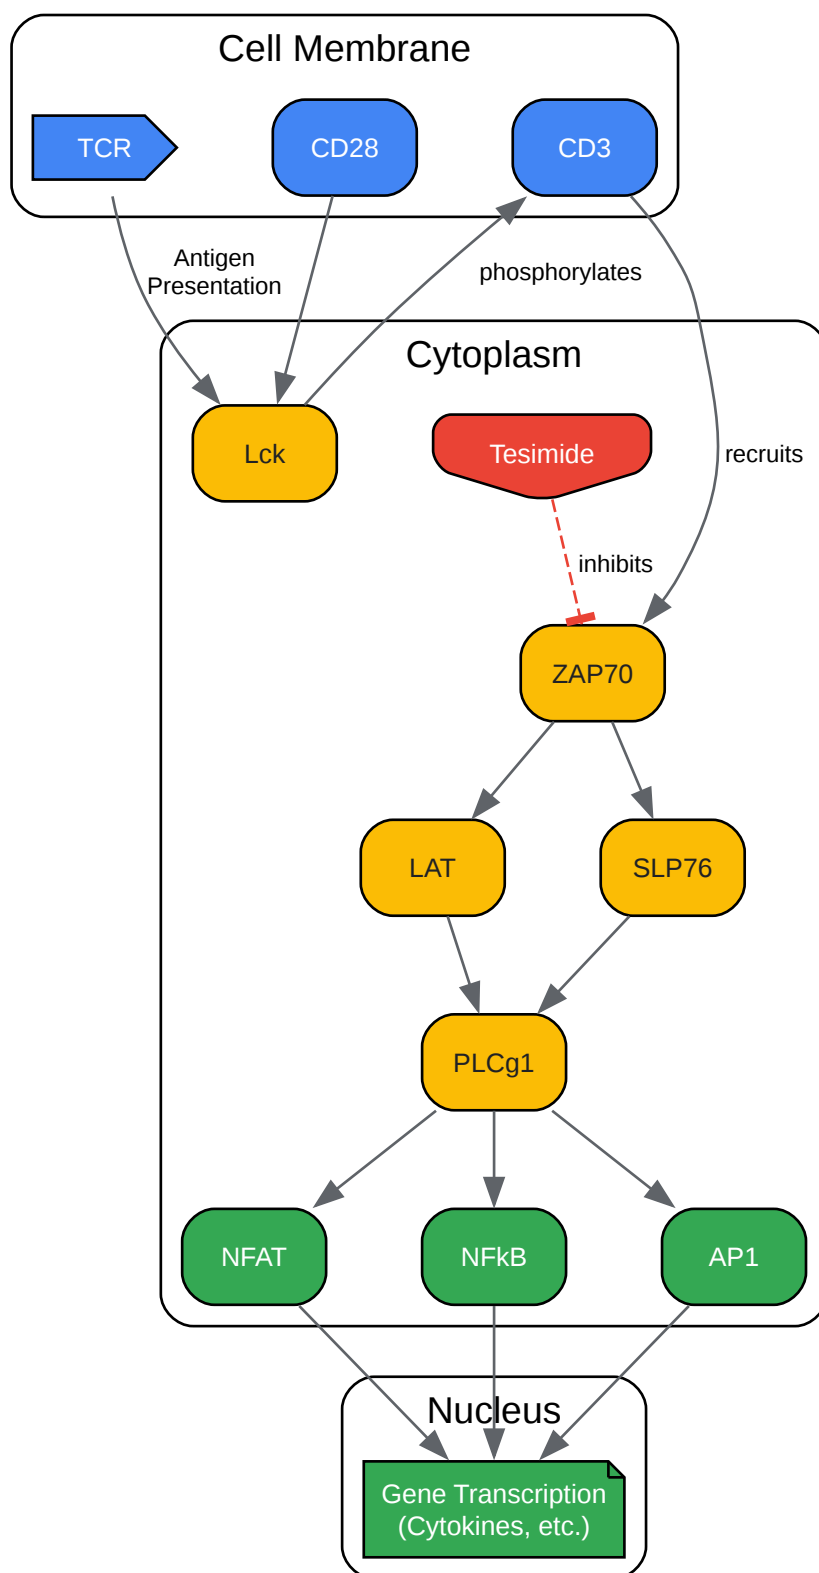 Cell Membrane
TCR
CD28
CD3
Antigen
Presentation
phosphorylates
Cytoplasm
Lck
Tesimide
recruits
inhibits
ZAP70
LAT
SLP76
PLCg1
NFAT
NFkB
AP1
Nucleus
Gene Transcription
(Cytokines, etc.)